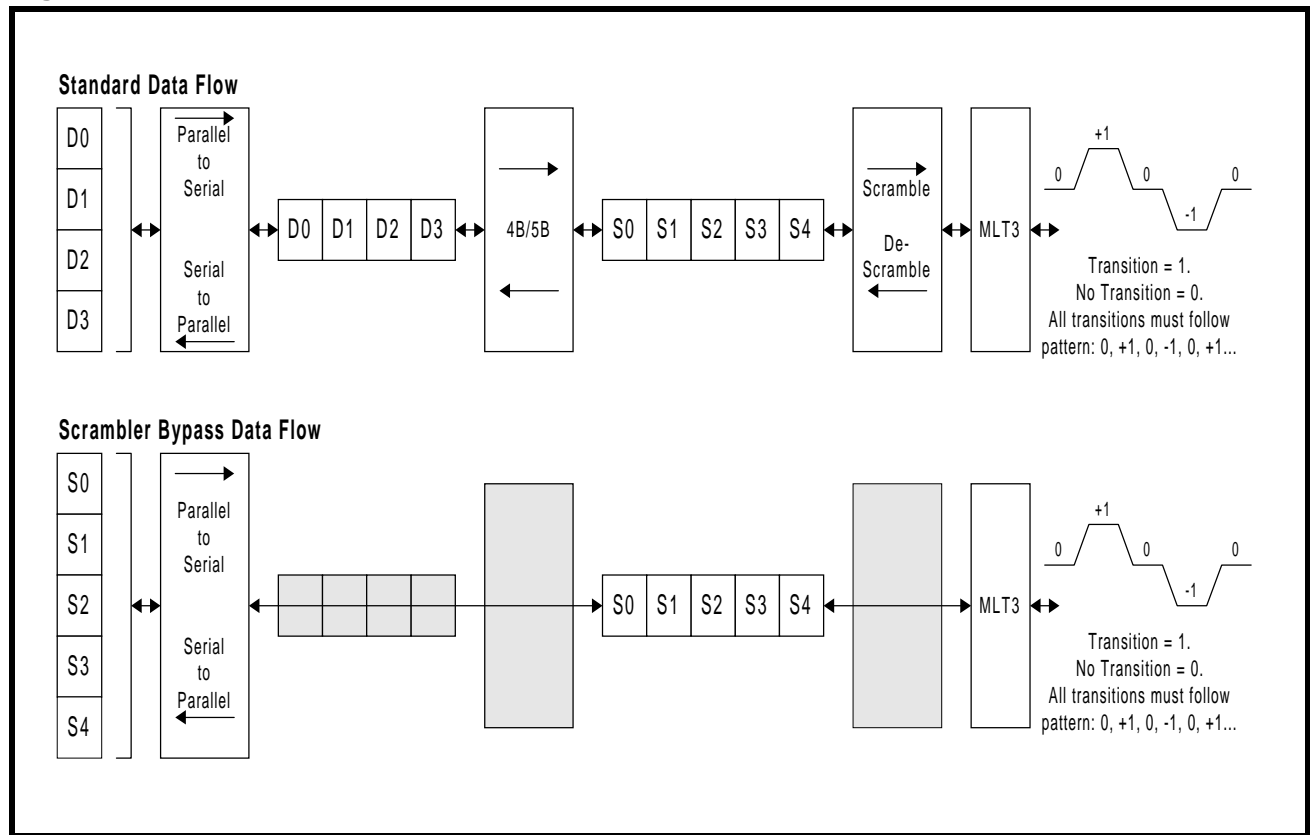 Standard Data Flow
D0
D1
D2
D3
Parallel
to
Serial
Serial
to
Parallel
D0 D1 D2 D3
4B/5B
S0 S1 S2 S3 S4
Scramble
De-
Scramble
MLT3
0 +1 0 -1 0
Transition = 1.
No Transition = 0.
All transitions must follow
pattern: 0, +1, 0, -1, 0, +1...
Scrambler Bypass Data Flow
S0
S1
S2
S3
S4
Parallel
to
Serial
Serial
to
Parallel
S0 S1 S2 S3 S4
MLT3
0 +1 0 -1 0
Transition = 1.
No Transition = 0.
All transitions must follow
pattern: 0, +1, 0, -1, 0, +1...